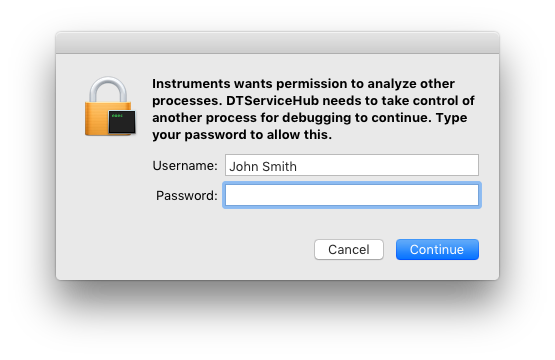 Instruments wants permission to analyze other
processes. DTServiceHub needs to take control of
another process for debugging to continue. Type
your password to allow this.
Username: John Smith
Password:
Cancel Continue